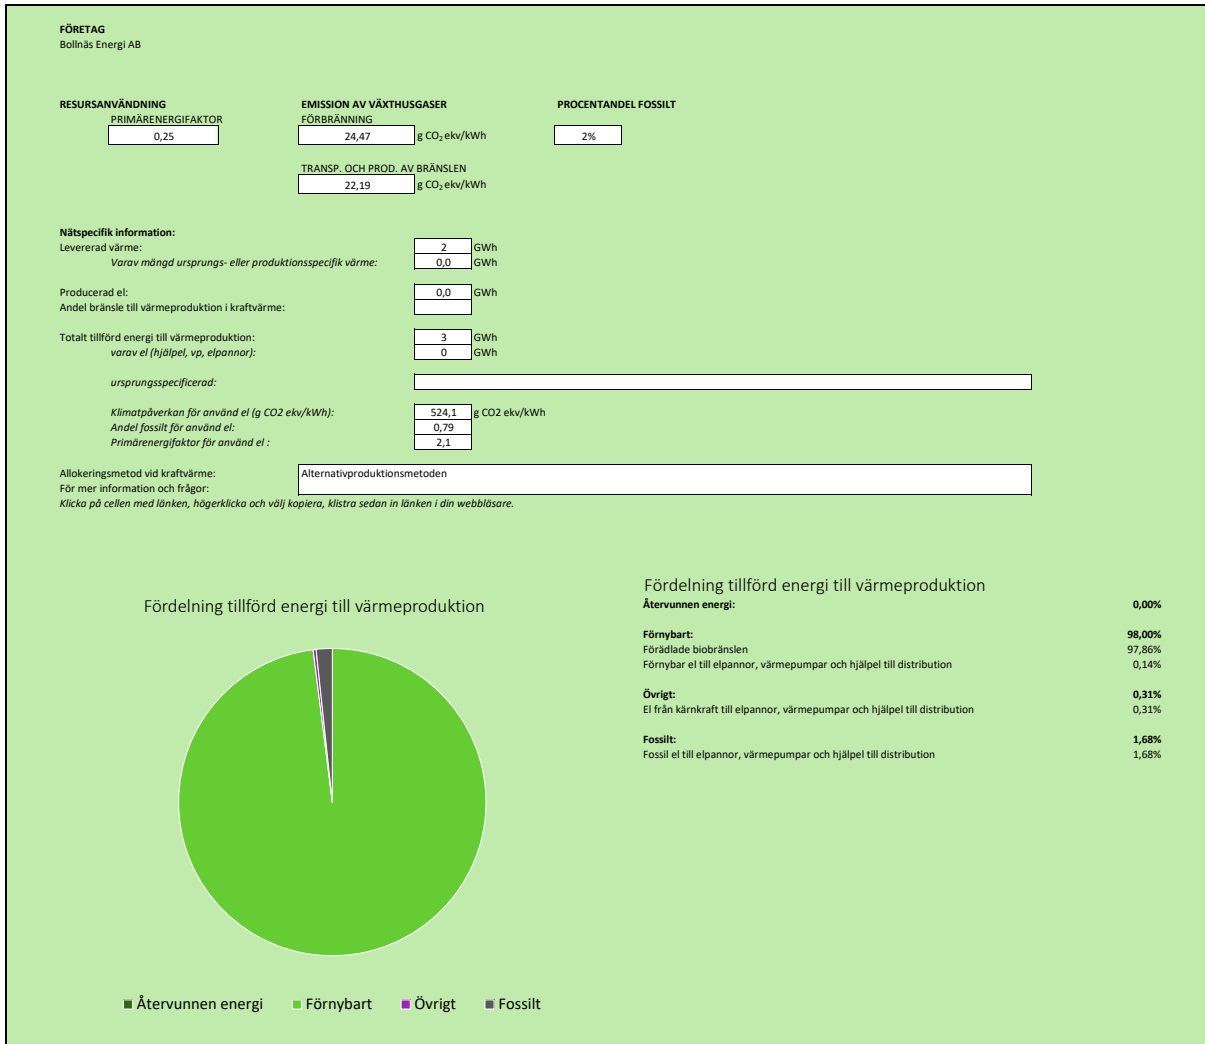 FÖRETAG
Bollnäs Energi AB
RESURSANVÄNDNING EMISSION AV VÄXTHUSGASER PROCENTANDEL FOSSILT
PRIMÄRENERGIFAKTOR FÖRBRÄNNING
0,25 24,47 g CO₂ ekv/kWh 2%
TRANSP. OCH PROD. AV BRÄNSLEN
22,19 g CO₂ ekv/kWh
Nätspecifik information:
Levererad värme: 2 GWh
Varav mängd ursprungs- eller produktionsspecifik värme: 0,0 GWh
Producerad el: 0,0 GWh
Andel bränsle till värmeproduktion i kraftvärme:
Totalt tillförd energi till värmeproduktion: 3 GWh
varav el (hjälpel, vp, elpannor): 0 GWh
ursprungsspecificerad:
Klimatpåverkan för använd el (g CO2 ekv/kWh): 524,1 g CO2 ekv/kWh
Andel fossilt för använd el: 0,79
Primärenergifaktor för använd el : 2,1
Allokeringsmetod vid kraftvärme: Alternativproduktionsmetoden
För mer information och frågor:
Klicka på cellen med länken, högerklicka och välj kopiera, klistra sedan in länken i din webbläsare.
Fördelning tillförd energi till värmeproduktion
Återvunnen energi
Förnybart
Övrigt
Fossilt
Fördelning tillförd energi till värmeproduktion
Återvunnen energi: 0,00%
Förnybart: 98,00%
Förädlade biobränslen 97,86%
Förnybar el till elpannor, värmepumpar och hjälpel till distribution 0,14%
Övrigt: 0,31%
El från kärnkraft till elpannor, värmepumpar och hjälpel till distribution 0,31%
Fossilt: 1,68%
Fossil el till elpannor, värmepumpar och hjälpel till distribution 1,68%